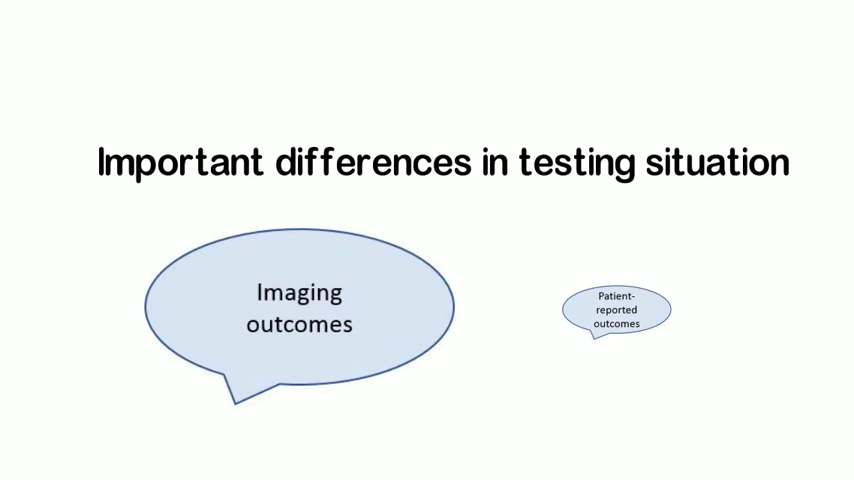 Important differences in testing situation
Imaging
outcomes
Patient-
reported
outcomes